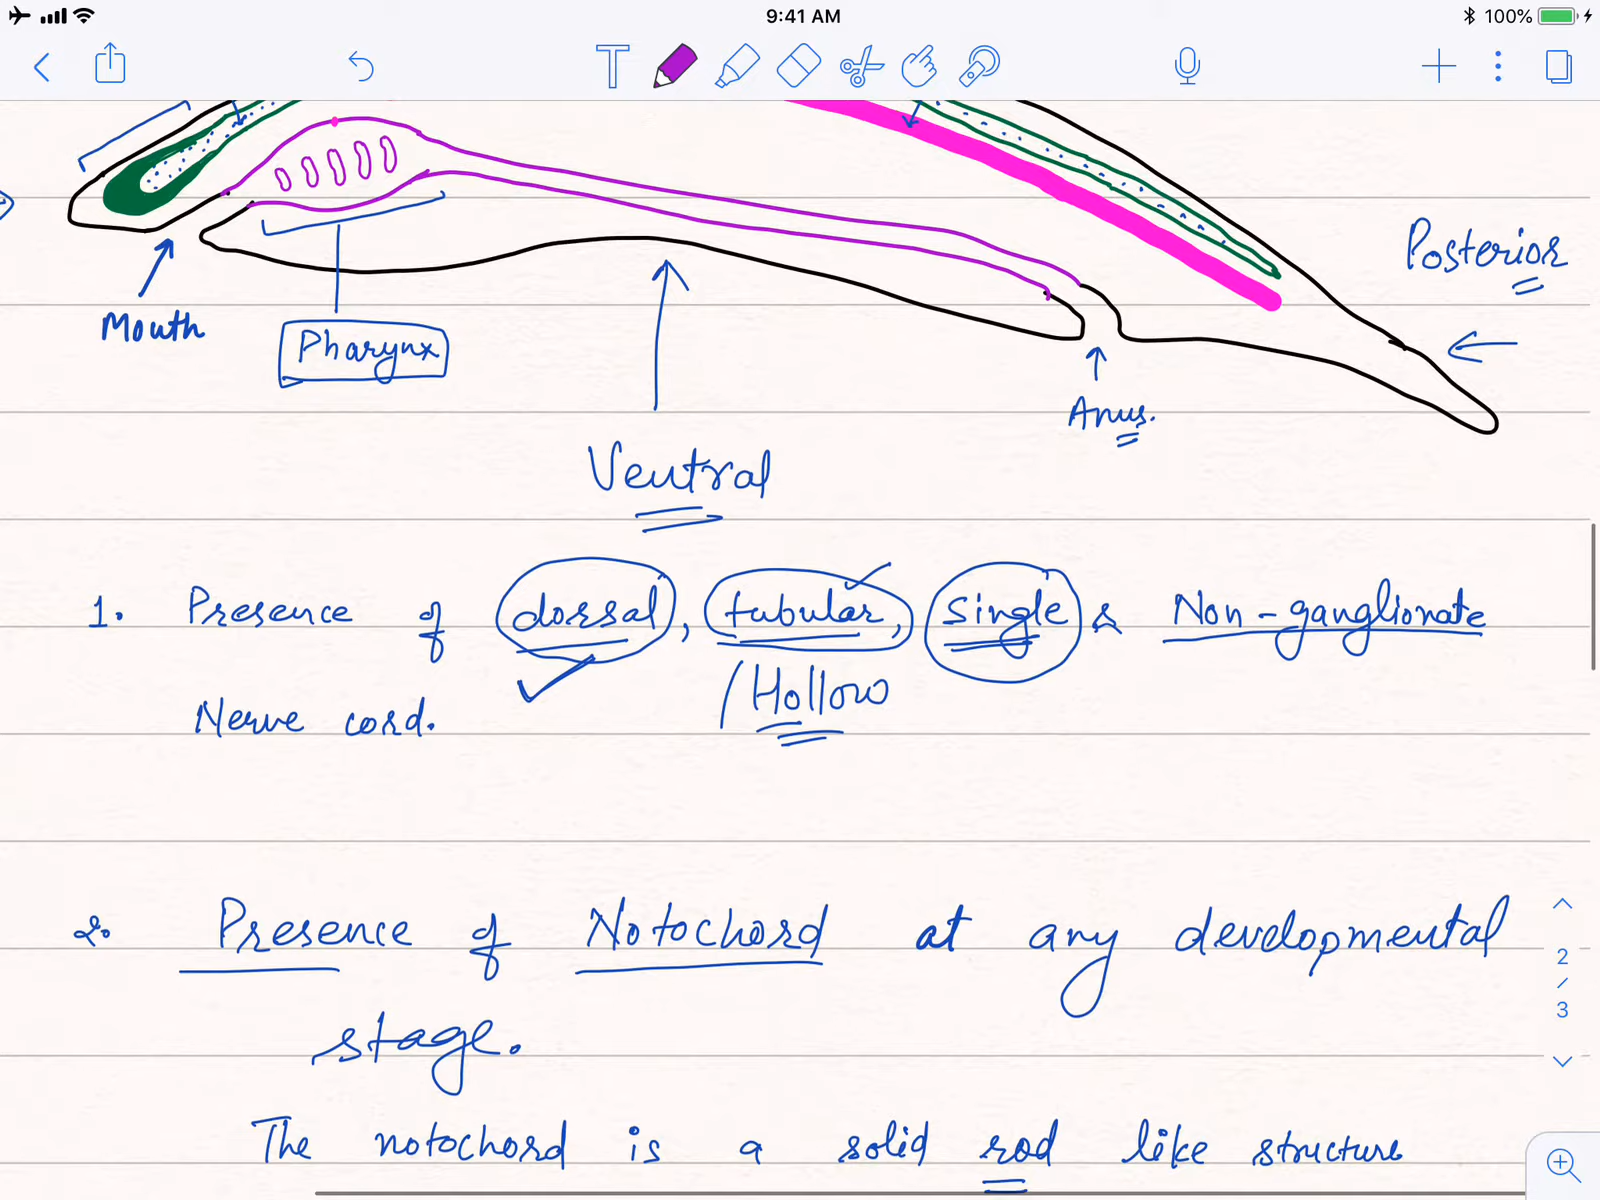 9:41 AM
100%
T
Posterior
Mouth
Pharynx
Anus.
Ventral
1. Presence of dorsal, tubular, single & Non-ganglionate
/Hollow
Nerve cord.
2. Presence of Notochord at any developmental
stage.
The notochord is a solid rod like structure
2
/
3